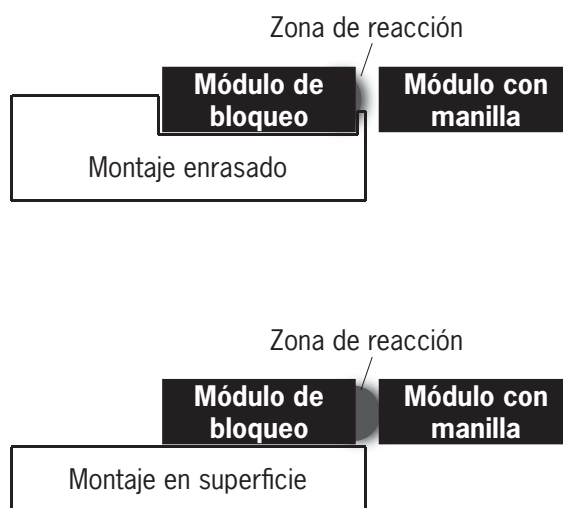 Zona de reacción
Módulo de
bloqueo
Módulo con
manilla
Montaje enrasado
Zona de reacción
Módulo de
bloqueo
Módulo con
manilla
Montaje en superficie